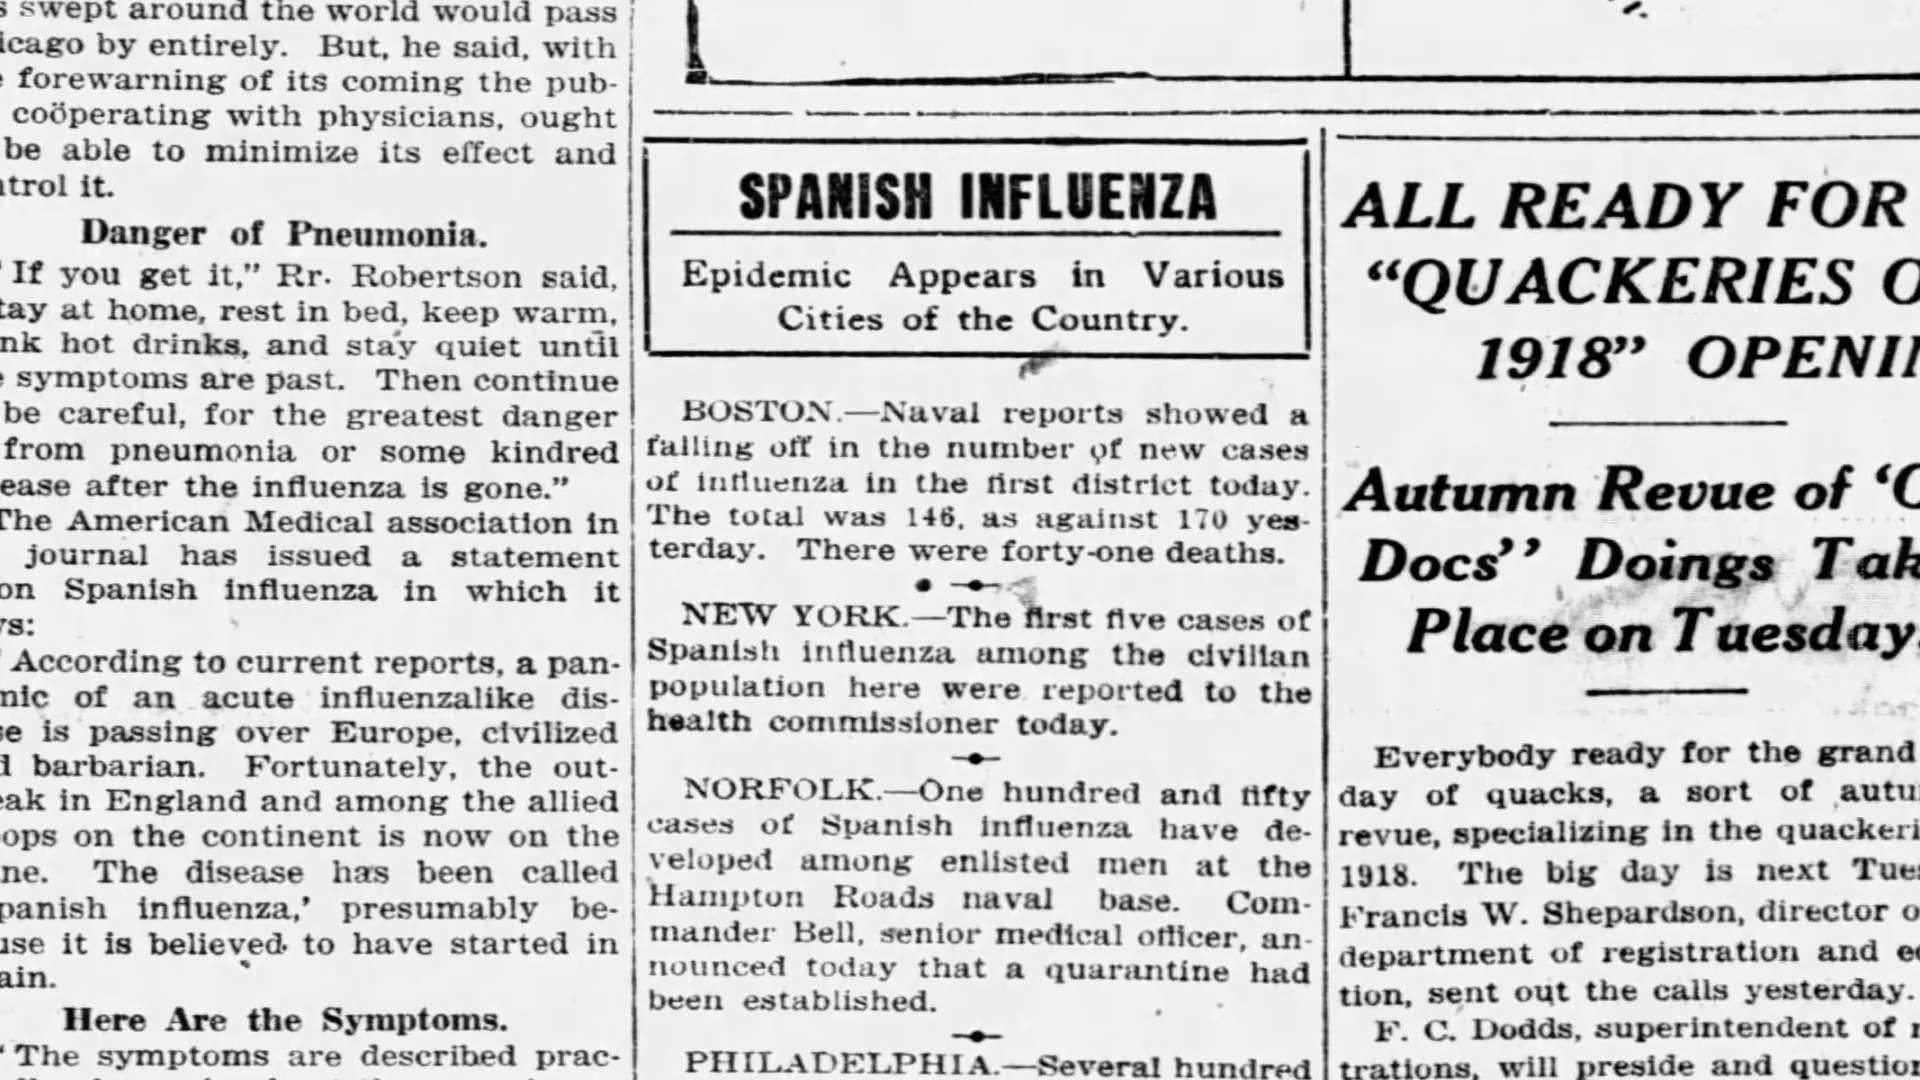 s swept around the world would pass
icago by entirely. But, he said, with
e forewarning of its coming the pub-
coöperating with physicians, ought
be able to minimize its effect and
ntrol it.
Danger of Pneumonia.
"If you get it," Rr. Robertson said,
tay at home, rest in bed, keep warm,
nk hot drinks, and stay quiet until
e symptoms are past. Then continue
be careful, for the greatest danger
from pneumonia or some kindred
ease after the influenza is gone."
The American Medical association in
journal has issued a statement
on Spanish influenza in which it
ys:
"According to current reports, a pan-
mic of an acute influenzalike dis-
se is passing over Europe, civilized
d barbarian. Fortunately, the out-
eak in England and among the allied
oops on the continent is now on the
ne. The disease has been called
panish influenza,' presumably be-
use it is believed to have started in
ain.
Here Are the Symptoms.
"The symptoms are described prac-
SPANISH INFLUENZA
Epidemic Appears in Various
Cities of the Country.
BOSTON.—Naval reports showed a
falling off in the number of new cases
of influenza in the first district today.
The total was 146, as against 170 yes-
terday. There were forty-one deaths.
NEW YORK.—The first five cases of
Spanish influenza among the civilian
population here were reported to the
health commissioner today.
NORFOLK.—One hundred and fifty
cases of Spanish influenza have de-
veloped among enlisted men at the
Hampton Roads naval base. Com-
mander Bell, senior medical officer, an-
nounced today that a quarantine had
been established.
PHILADELPHIA.—Several hundred
ALL READY FOR
"QUACKERIES O
1918" OPENIN
Autumn Revue of 'O
Docs'' Doings Tak
Place on Tuesday.
Everybody ready for the grand
day of quacks, a sort of autu
revue, specializing in the quackeri
1918. The big day is next Tues
Francis W. Shepardson, director o
department of registration and e
tion, sent out the calls yesterday.
F. C. Dodds, superintendent of r
trations, will preside and question